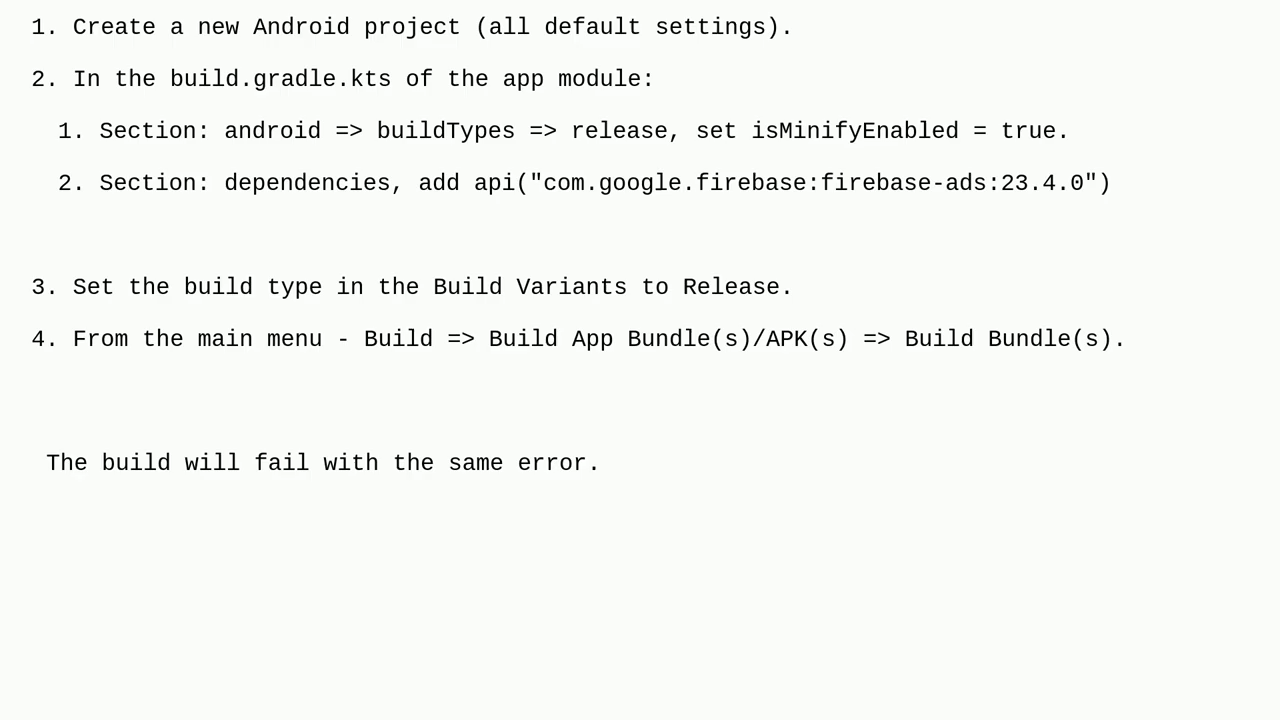 1. Create a new Android project (all default settings).
2. In the build.gradle.kts of the app module:
1. Section: android => buildTypes => release, set isMinifyEnabled = true.
2. Section: dependencies, add api("com.google.firebase:firebase-ads:23.4.0")
3. Set the build type in the Build Variants to Release.
4. From the main menu - Build => Build App Bundle(s)/APK(s) => Build Bundle(s).
The build will fail with the same error.